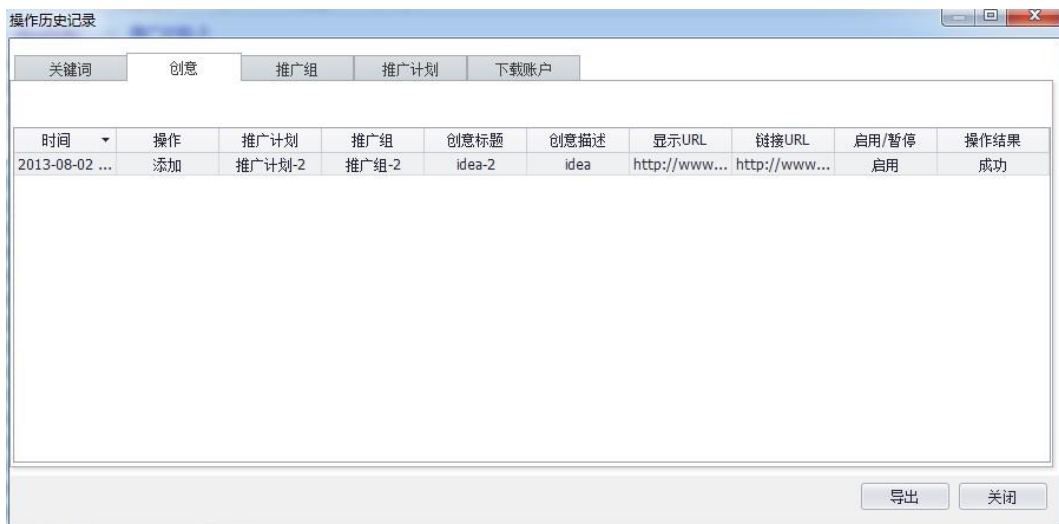 操作历史记录
关键词 创意 推广组 推广计划 下载账户
时间 操作 推广计划 推广组 创意标题 创意描述 显示URL 链接URL 启用/暂停 操作结果
2013-08-02 ... 添加 推广计划-2 推广组-2 idea-2 idea http://www... http://www... 启用 成功
导出 关闭